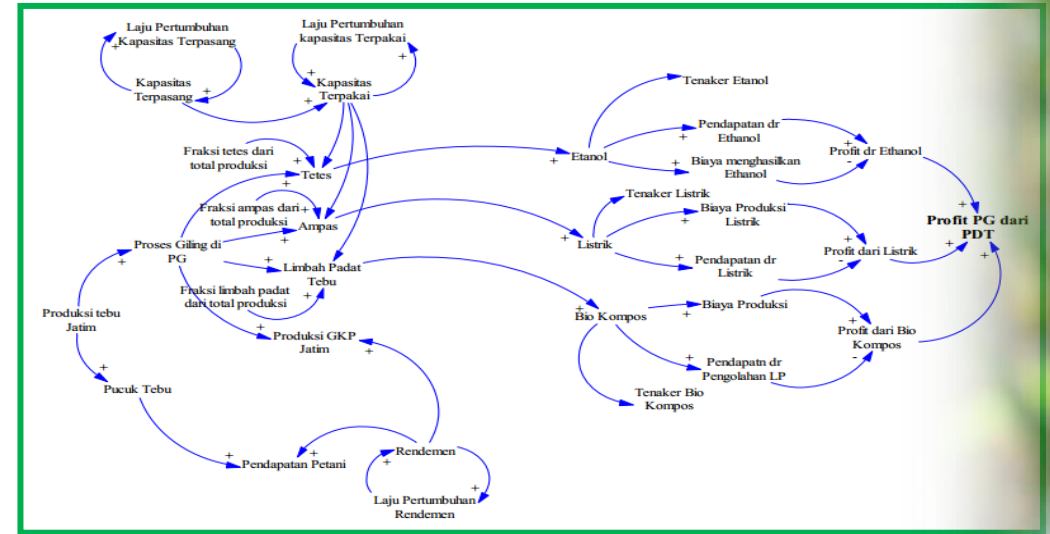 Laju Pertumbuhan
Kapasitas Terpasang
+
Kapasitas
Terpasang
+
Laju Pertumbuhan
kapasitas Terpakai
+
+
Kapasitas
Terpakai
+
Fraksi tetes dari
total produksi
+
+
Tetes
+
Fraksi ampas dari
total produksi
+
+
Ampas
+
Proses Giling di
PG
+
+
Limbah Padat
Tebu
+
Fraksi limbah padat
dari total produksi
+
Produksi GKP
Jatim
+
+
Produksi tebu
Jatim
+
Pucuk Tebu
+
Pendapatan Petani
+
+
Rendemen
+
Laju Pertumbuhan
Rendemen
+
Tenaker Etanol
Etanol
+
Pendapatan dr
Ethanol
+
Biaya menghasilkan
Ethanol
+
Profit dr Ethanol
+
-
Tenaker Listrik
Listrik
+
Biaya Produksi
Listrik
+
Pendapatan dr
Listrik
+
Profit dari Listrik
+
-
Profit PG dari
PDT
+
+
+
Bio Kompos
+
Biaya Produksi
+
Pendapatn dr
Pengolahan LP
+
Profit dari Bio
Kompos
+
-
Tenaker Bio
Kompos